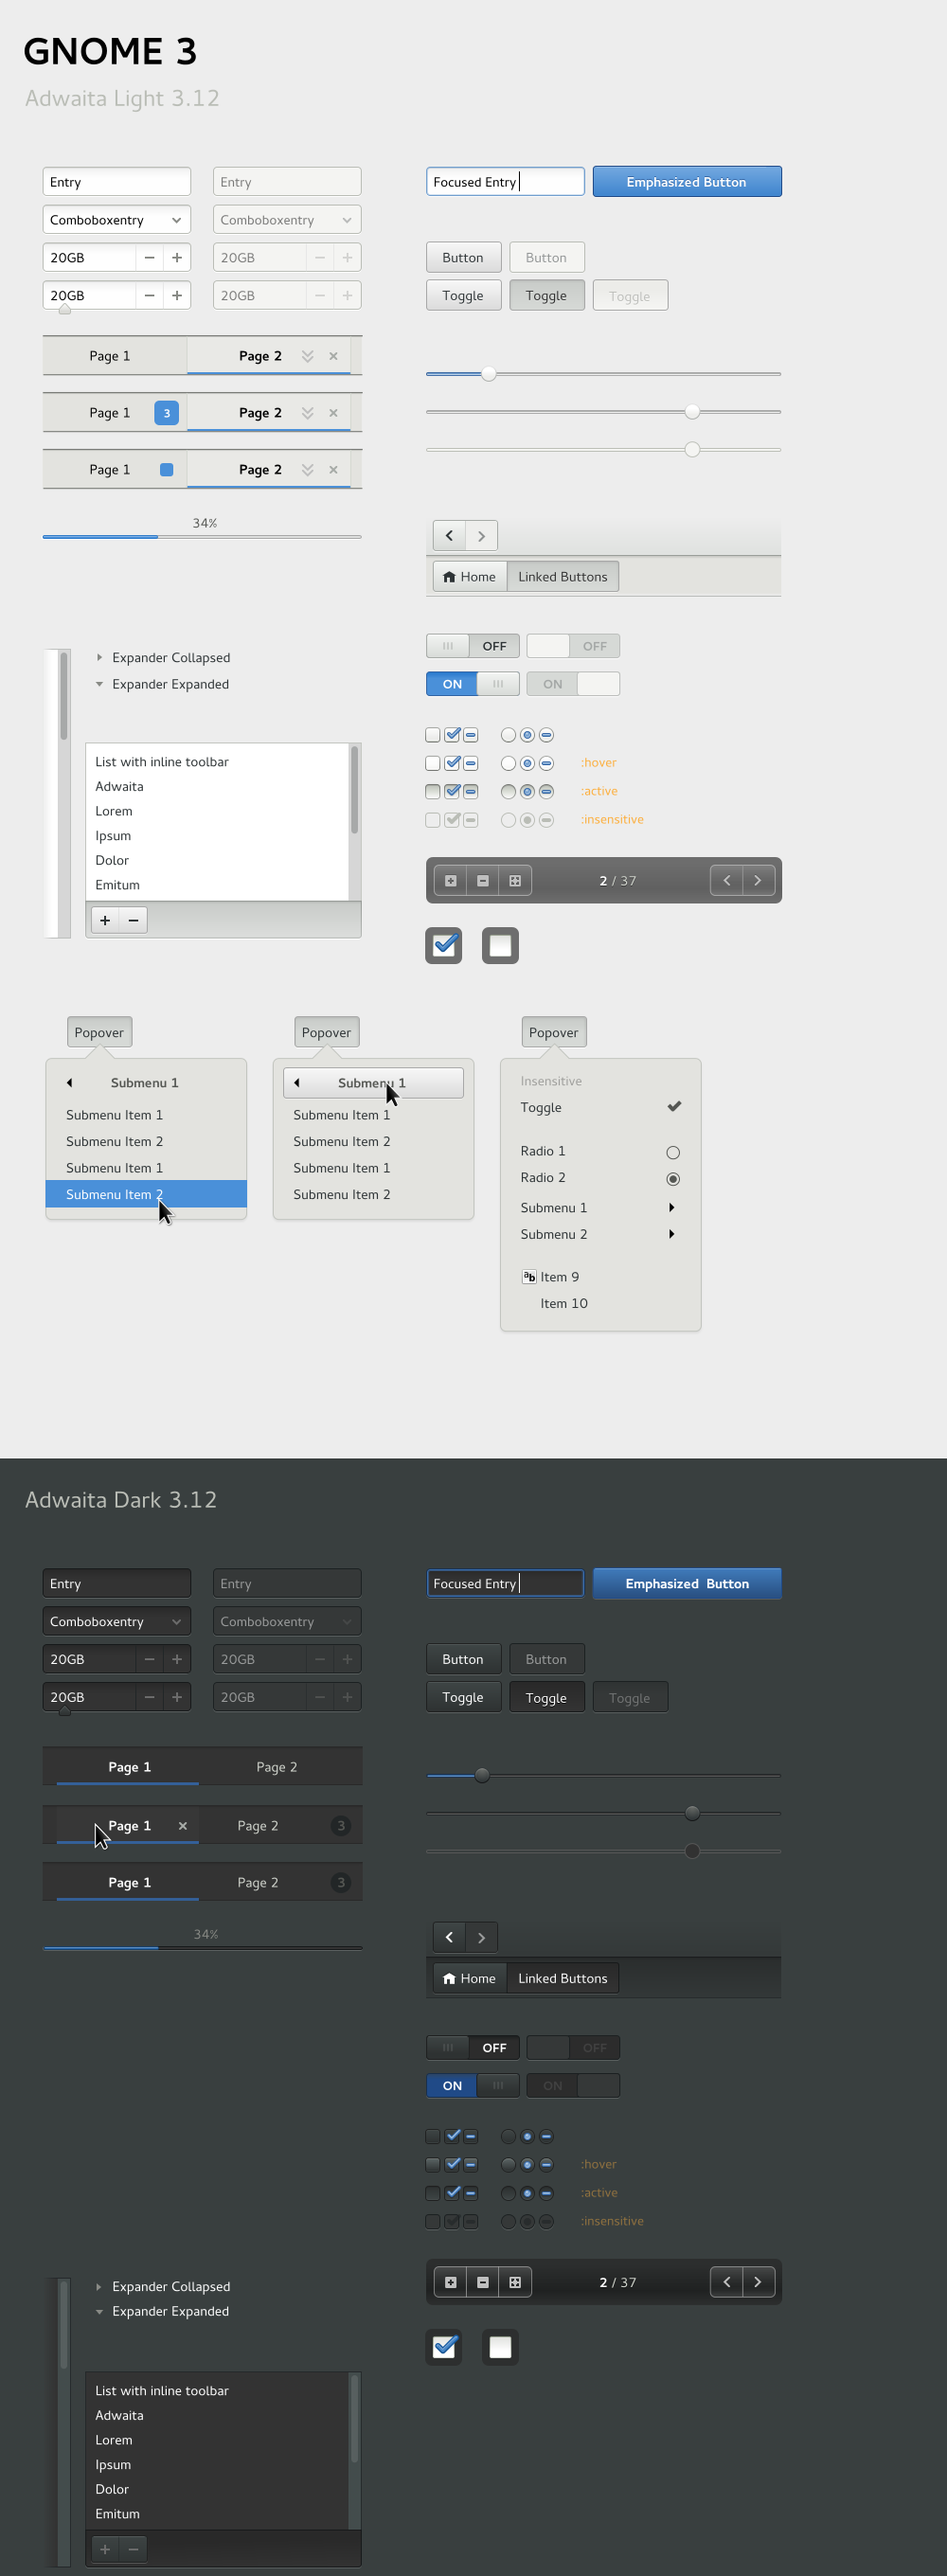 GNOME 3
Adwaita Light 3.12
Entry
Entry
Focused Entry
Emphasized Button
Comboboxentry
Comboboxentry
20GB
20GB
Button
Button
20GB
20GB
Toggle
Toggle
Toggle
Page 1
Page 2
Page 1
3
Page 2
Page 1
Page 2
34%
Home
Linked Buttons
OFF
OFF
ON
ON
Expander Collapsed
Expander Expanded
List with inline toolbar
Adwaita
Lorem
Ipsum
Dolor
Emitum
:hover
:active
:insensitive
2 / 37
Popover
Submenu 1
Submenu Item 1
Submenu Item 2
Submenu Item 1
Submenu Item 2
Popover
Submenu 1
Submenu Item 1
Submenu Item 2
Submenu Item 1
Submenu Item 2
Popover
Insensitive
Toggle
Radio 1
Radio 2
Submenu 1
Submenu 2
ab Item 9
Item 10
Adwaita Dark 3.12
Entry
Entry
Focused Entry
Emphasized Button
Comboboxentry
Comboboxentry
20GB
20GB
Button
Button
20GB
20GB
Toggle
Toggle
Toggle
Page 1
Page 2
Page 1
Page 2
3
Page 1
Page 2
3
34%
Home
Linked Buttons
OFF
OFF
ON
ON
:hover
:active
:insensitive
2 / 37
Expander Collapsed
Expander Expanded
List with inline toolbar
Adwaita
Lorem
Ipsum
Dolor
Emitum